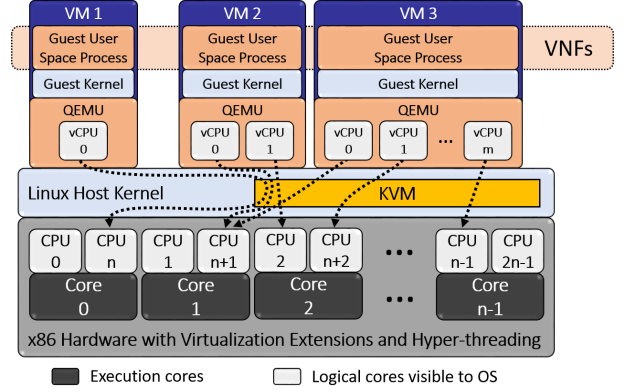 VM 1
VM 2
VM 3
Guest User
Space Process
Guest User
Space Process
Guest User
Space Process
VNFs
Guest Kernel
Guest Kernel
Guest Kernel
QEMU
QEMU
QEMU
vCPU
0
vCPU
0
vCPU
1
vCPU
0
vCPU
1
...
vCPU
m
Linux Host Kernel
KVM
CPU
0
CPU
n
CPU
1
CPU
n+1
CPU
2
CPU
n+2
...
CPU
n-1
CPU
2n-1
Core
0
Core
1
Core
2
...
Core
n-1
x86 Hardware with Virtualization Extensions and Hyper-threading
Execution cores
Logical cores visible to OS